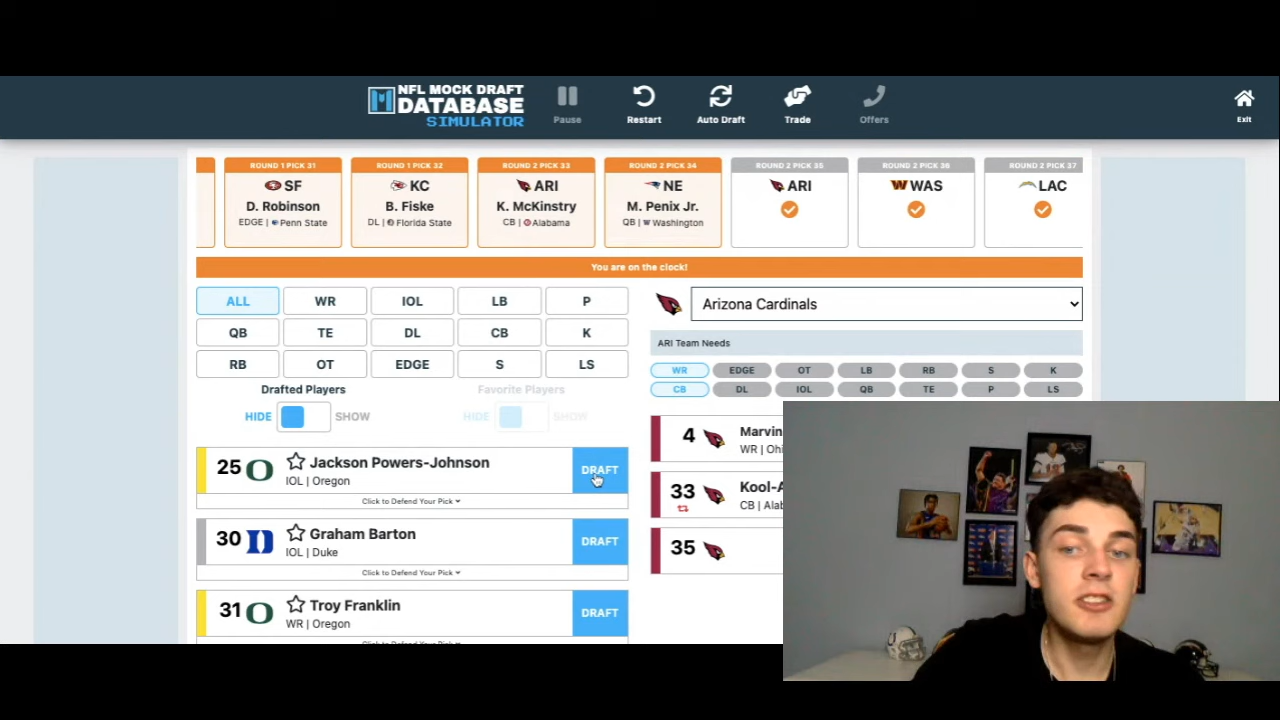 NFL MOCK DRAFT
DATABASE
SIMULATOR
Pause
Restart
Auto Draft
Trade
Offers
Exit
ROUND 1 PICK 31
SF
D. Robinson
EDGE | Penn State
ROUND 1 PICK 32
KC
B. Fiske
DL | Florida State
ROUND 2 PICK 33
ARI
K. McKinstry
CB | Alabama
ROUND 2 PICK 34
NE
M. Penix Jr.
QB | Washington
ROUND 2 PICK 35
ARI
ROUND 2 PICK 36
WAS
ROUND 2 PICK 37
LAC
You are on the clock!
ALL WR IOL LB P
QB TE DL CB K
RB OT EDGE S LS
Drafted Players
HIDE SHOW
Favorite Players
HIDE SHOW
25 Jackson Powers-Johnson
IOL | Oregon
DRAFT
Click to Defend Your Pick
30 Graham Barton
IOL | Duke
DRAFT
Click to Defend Your Pick
31 Troy Franklin
WR | Oregon
DRAFT
Click to Defend Your Pick
Arizona Cardinals
ARI Team Needs
WR EDGE OT LB RB S K
CB DL IOL QB TE P LS
4 Marvin
WR | Ohi
33 Kool-A
CB | Alab
35